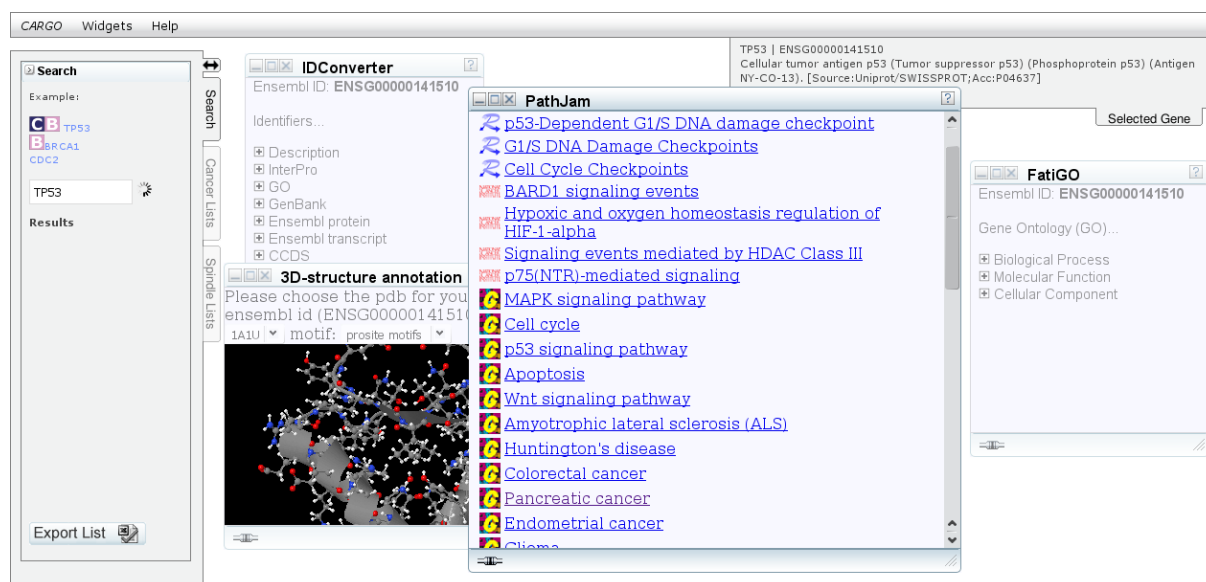 CARGO Widgets Help
Search
Example:
CB TP53
B BRCA1
CDC2
TP53
Results
Export List
Search
Cancer Lists
Spindle Lists
IDConverter ?
Ensembl ID: ENSG00000141510
Identifiers...
Description
InterPro
GO
GenBank
Ensembl protein
Ensembl transcript
CCDS
3D-structure annotation
Please choose the pdb for you
ensembl id (ENSG0000014151
1A1U motif: prosite motifs
PathJam ?
p53-Dependent G1/S DNA damage checkpoint
G1/S DNA Damage Checkpoints
Cell Cycle Checkpoints
BARD1 signaling events
Hypoxic and oxygen homeostasis regulation of
HIF-1-alpha
Signaling events mediated by HDAC Class III
p75(NTR)-mediated signaling
MAPK signaling pathway
Cell cycle
p53 signaling pathway
Apoptosis
Wnt signaling pathway
Amyotrophic lateral sclerosis (ALS)
Huntington's disease
Colorectal cancer
Pancreatic cancer
Endometrial cancer
Glioma
TP53 | ENSG00000141510
Cellular tumor antigen p53 (Tumor suppressor p53) (Phosphoprotein p53) (Antigen
NY-CO-13). [Source:Uniprot/SWISSPROT;Acc:P04637]
Selected Gene
FatiGO ?
Ensembl ID: ENSG00000141510
Gene Ontology (GO)...
Biological Process
Molecular Function
Cellular Component